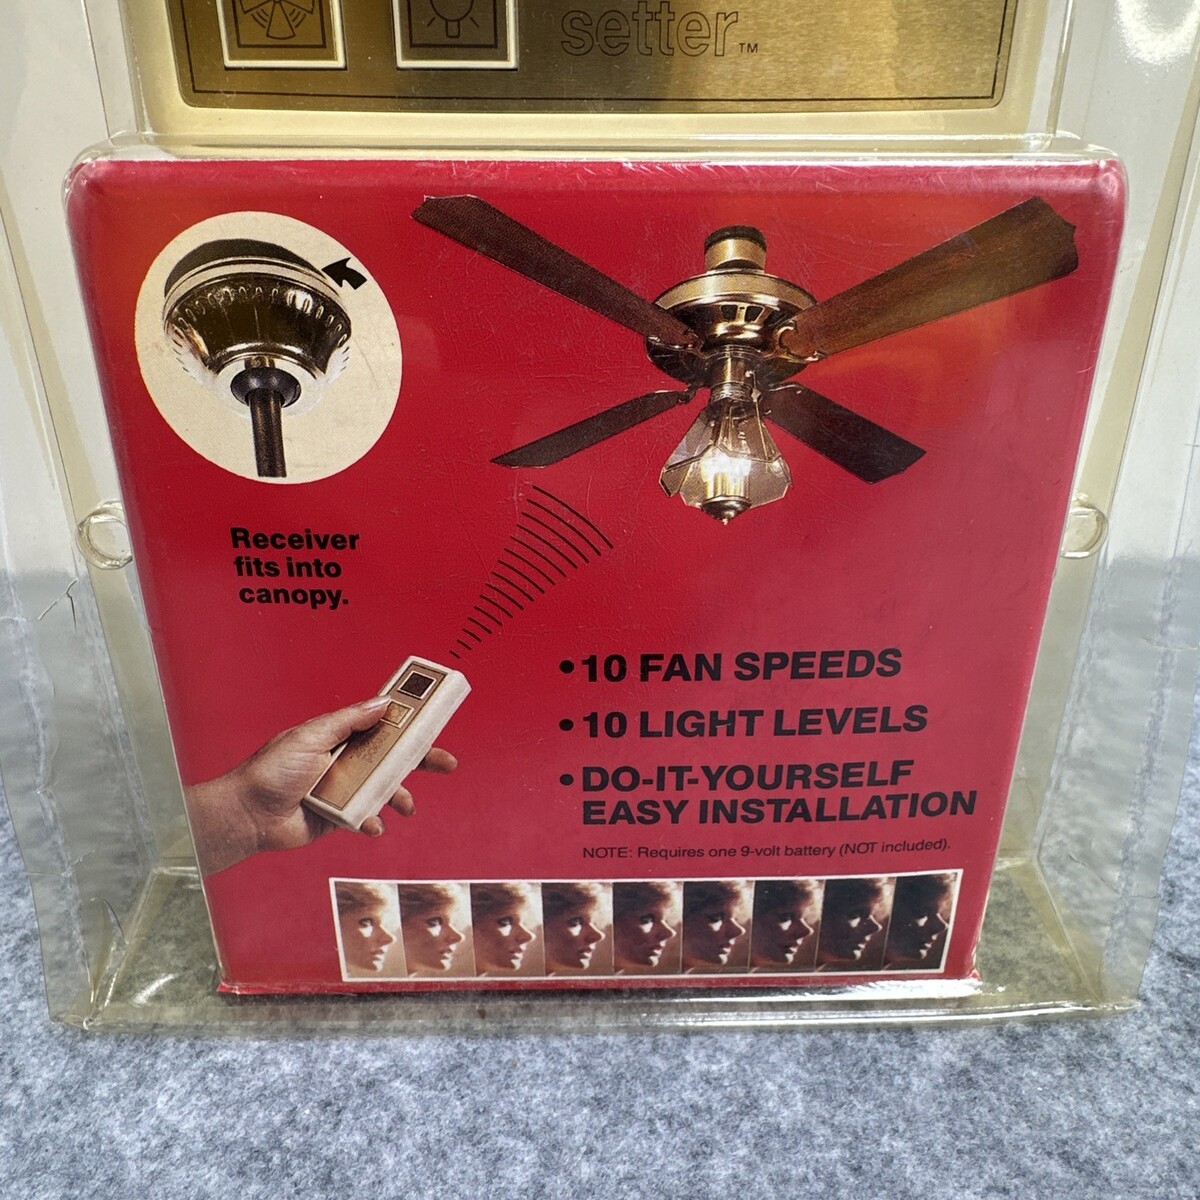 setter™
Receiver
fits into
canopy.
•10 FAN SPEEDS
•10 LIGHT LEVELS
•DO-IT-YOURSELF
EASY INSTALLATION
NOTE: Requires one 9-volt battery (NOT included).